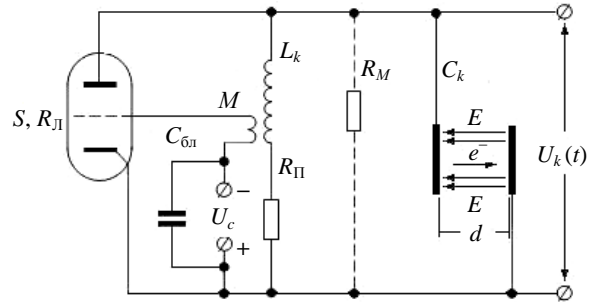 L_k
R_M
C_k
S, R_Л
M
C_бл
E
e⁻
U_k(t)
R_П
−
U_c
E
+
d